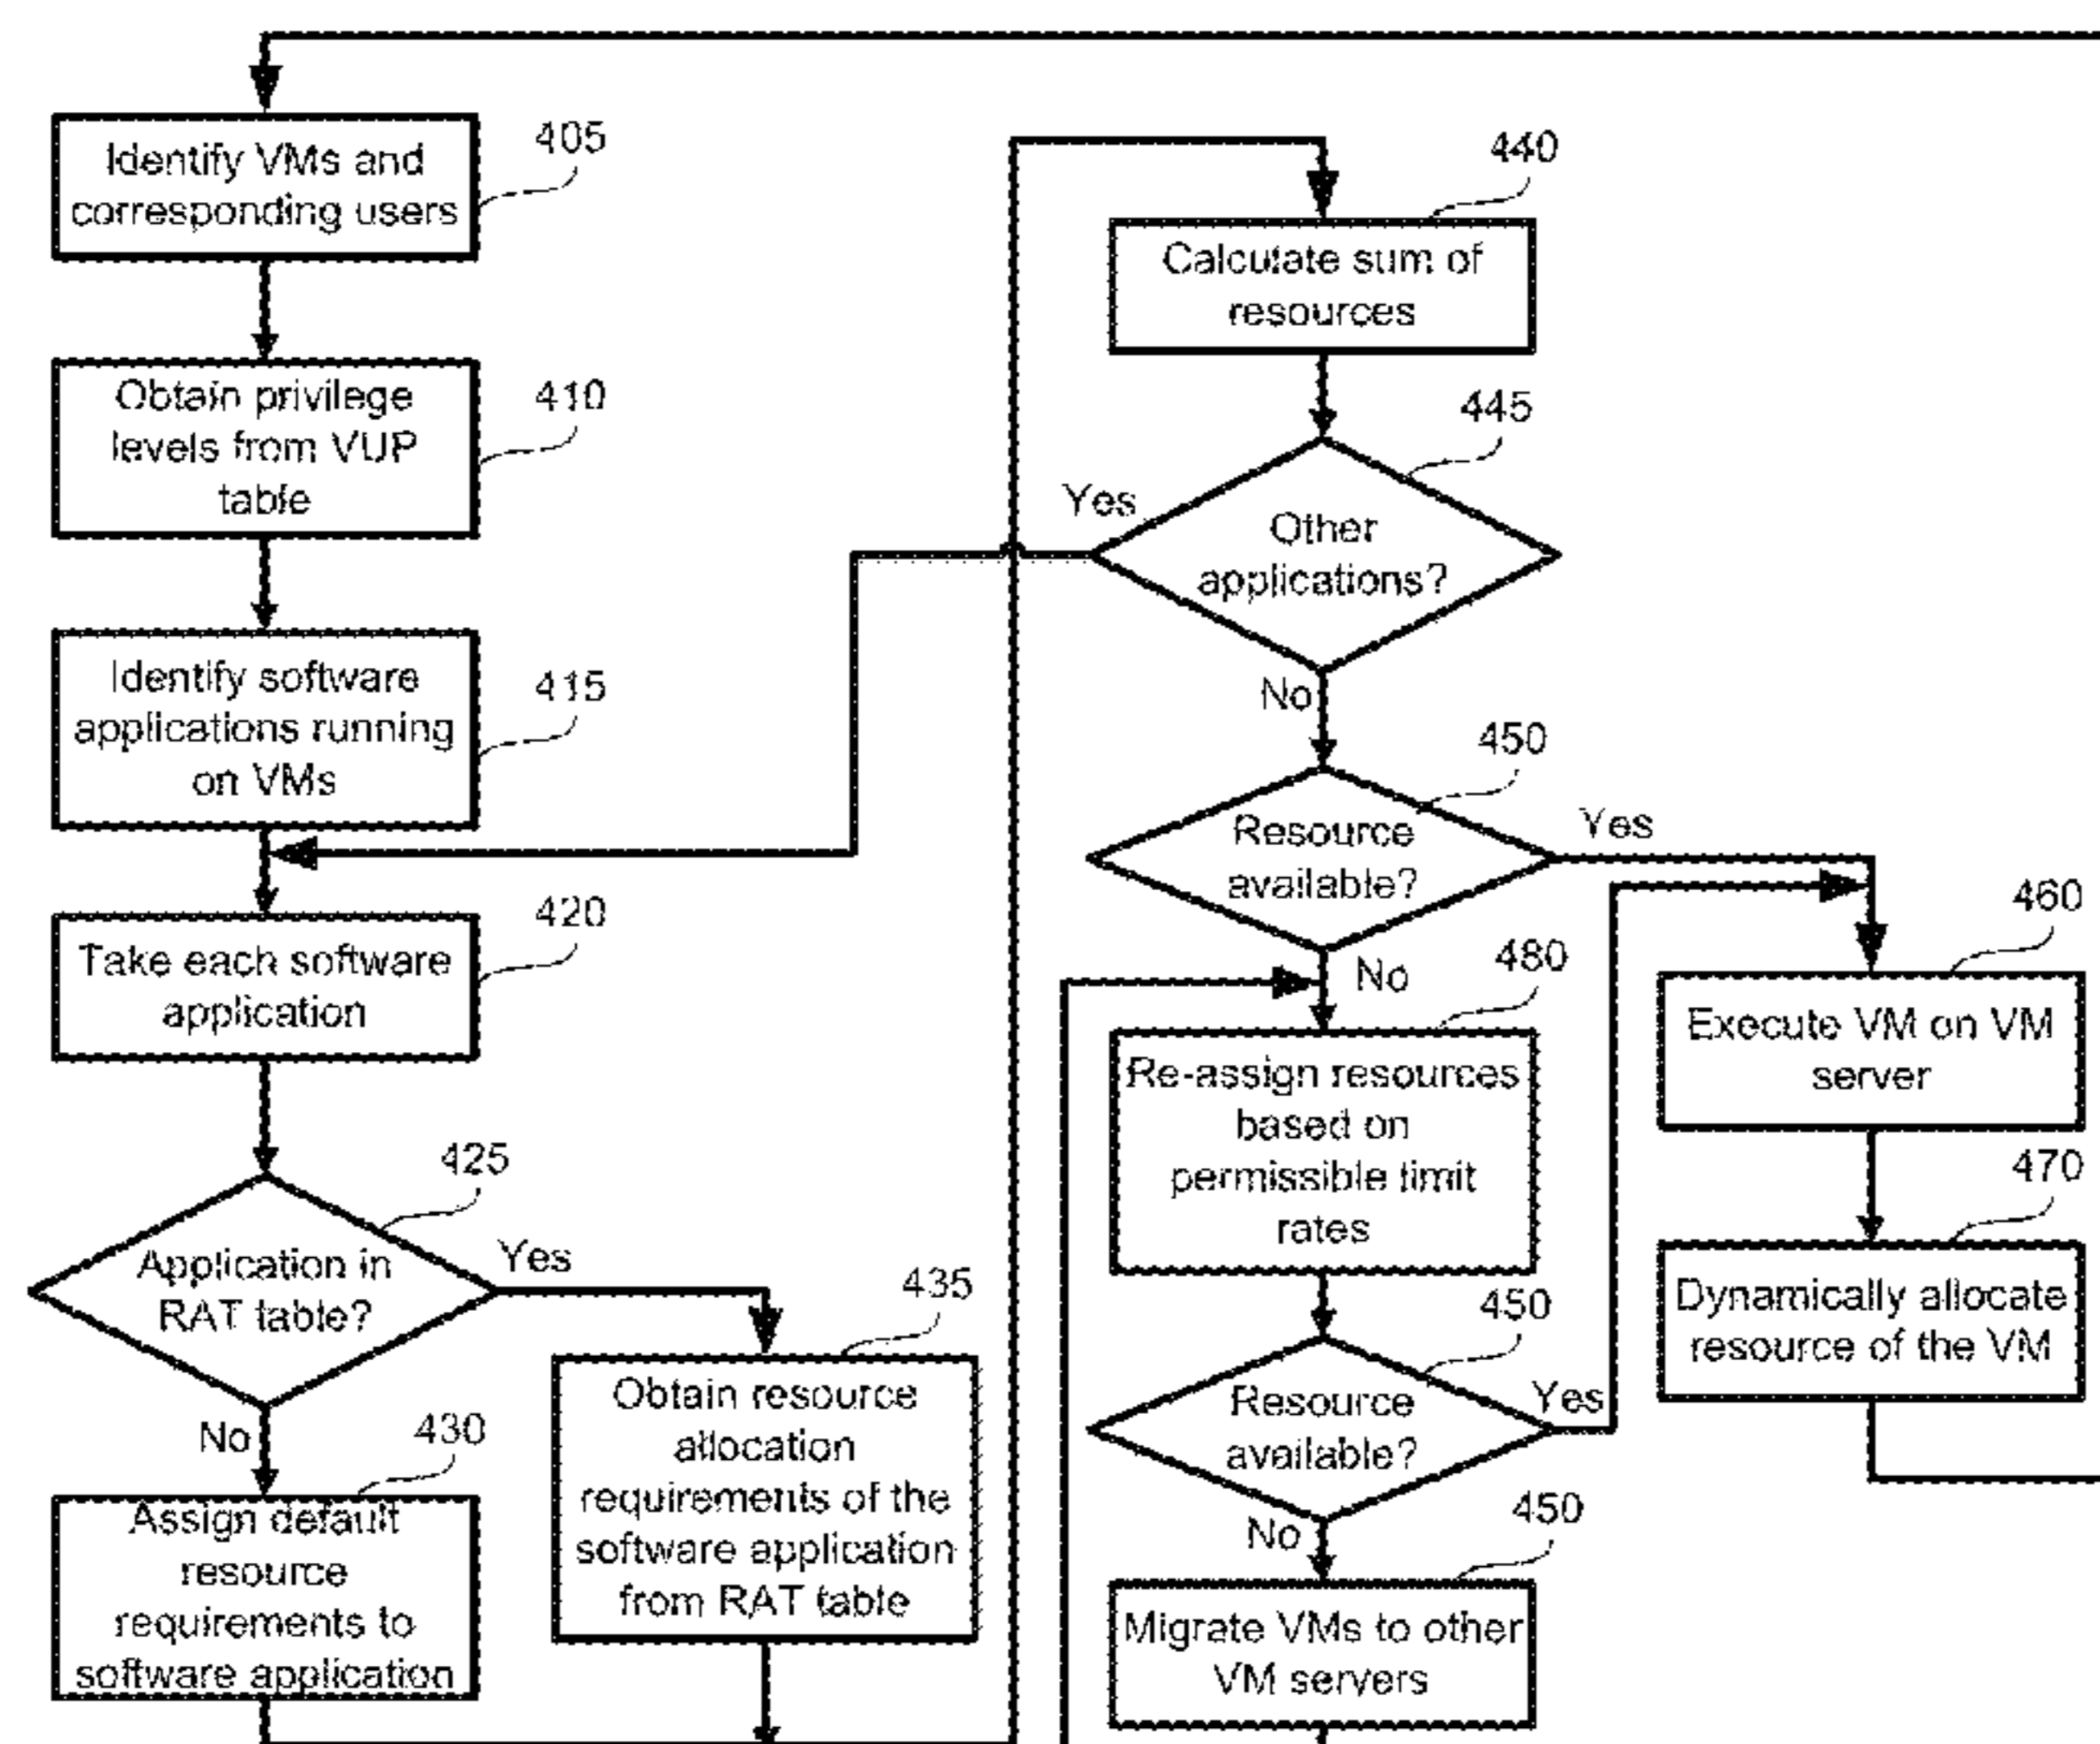 Identify VMs and
corresponding users
405
Obtain privilege
levels from VUP
table
410
Identify software
applications running
on VMs
415
Take each software
application
420
Application in
RAT table?
425
Yes
No
Assign default
resource
requirements to
software application
430
Obtain resource
allocation
requirements of the
software application
from RAT table
435
Calculate sum of
resources
440
Other
applications?
445
Yes
No
Resource
available?
450
Yes
No
Re-assign resources
based on
permissible limit
rates
480
Resource
available?
450
Yes
No
Migrate VMs to other
VM servers
450
Execute VM on VM
server
460
Dynamically allocate
resource of the VM
470